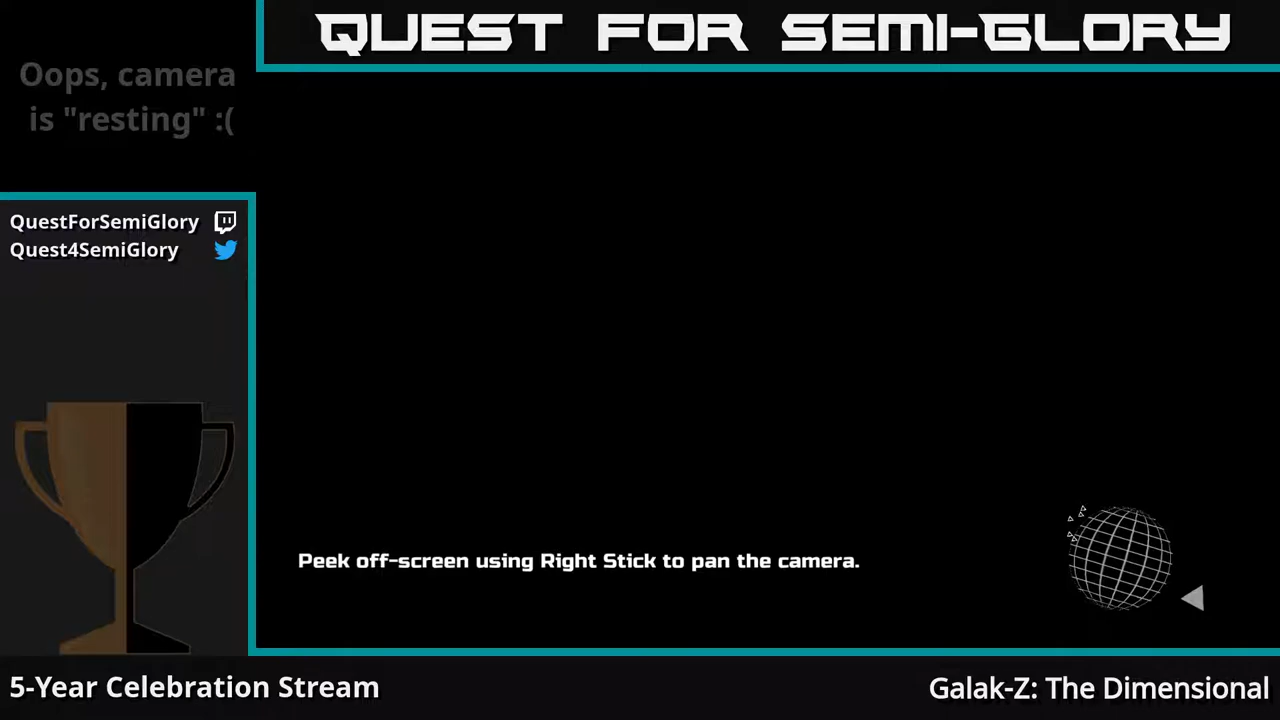 QUEST FOR SEMI-GLORY
Oops, camera
is "resting" :(
QuestForSemiGlory
Quest4SemiGlory
Peek off-screen using Right Stick to pan the camera.
5-Year Celebration Stream
Galak-Z: The Dimensional